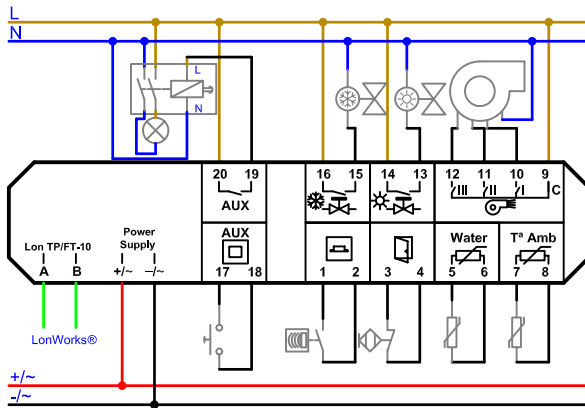 L
N
L
N
20 19 16 15 14 13 12 11 10 9
III II I C
AUX
AUX
Lon TP/FT-10
Power
Supply
Water
Tª Amb
A B +/~ –/~ 17 18 1 2 3 4 5 6 7 8
LonWorks®
+/~
-/~